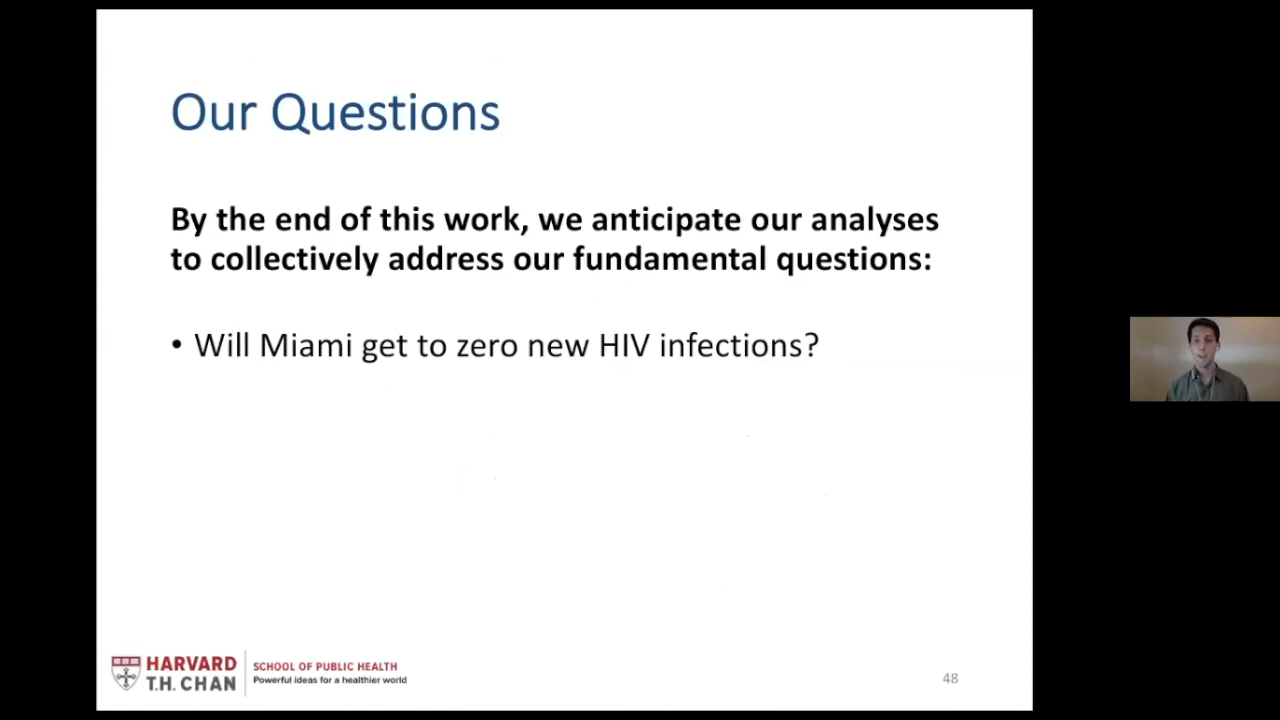 Our Questions
By the end of this work, we anticipate our analyses
to collectively address our fundamental questions:
• Will Miami get to zero new HIV infections?
HARVARD
T.H. CHAN
SCHOOL OF PUBLIC HEALTH
Powerful ideas for a healthier world
48